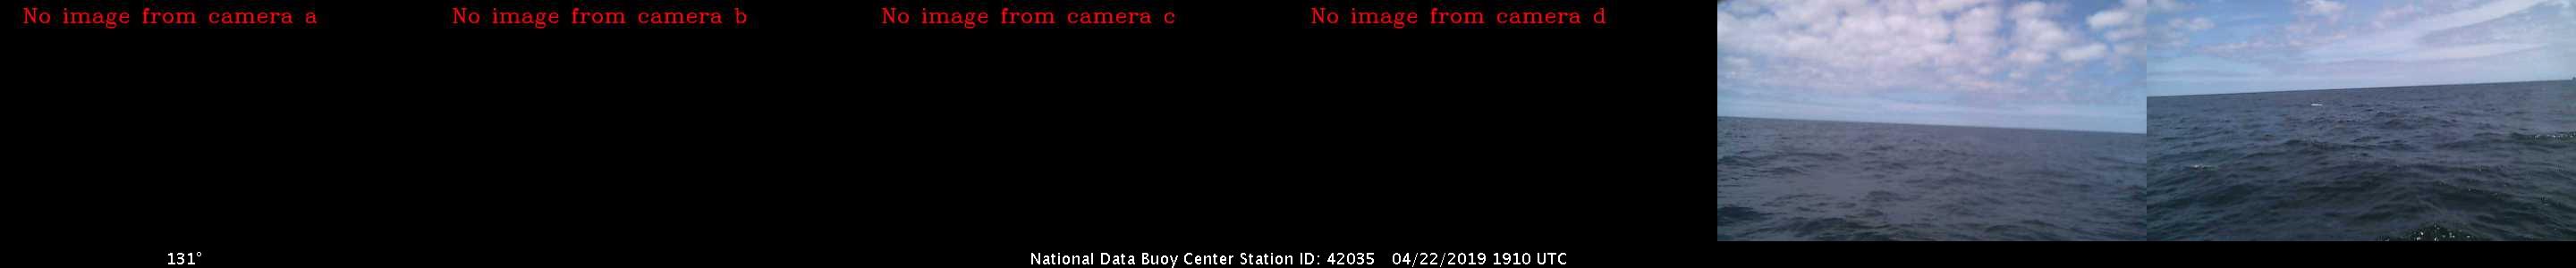 No image from camera a
No image from camera b
No image from camera c
No image from camera d
131°
National Data Buoy Center Station ID: 42035 04/22/2019 1910 UTC